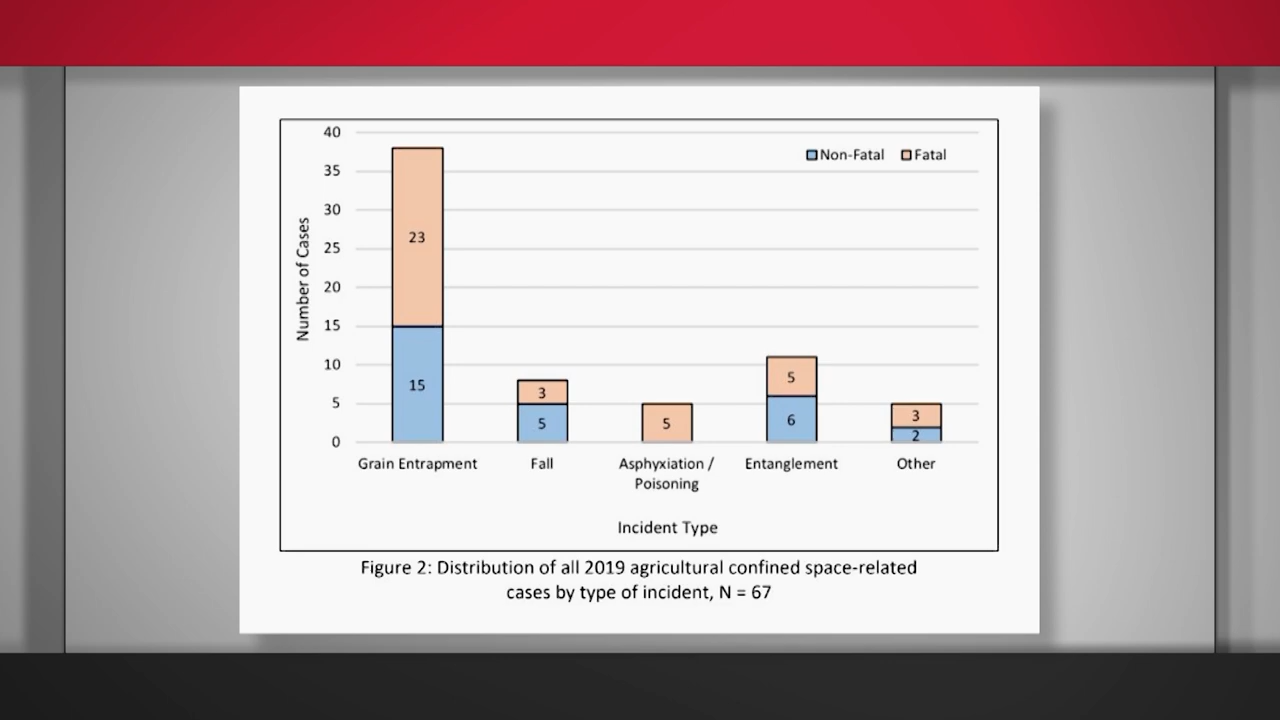 40
35
30
25
20
15
10
5
0
Number of Cases
Non-Fatal
Fatal
23
15
3
5
5
5
6
3
2
Grain Entrapment
Fall
Asphyxiation /
Poisoning
Entanglement
Other
Incident Type
Figure 2: Distribution of all 2019 agricultural confined space-related
cases by type of incident, N = 67